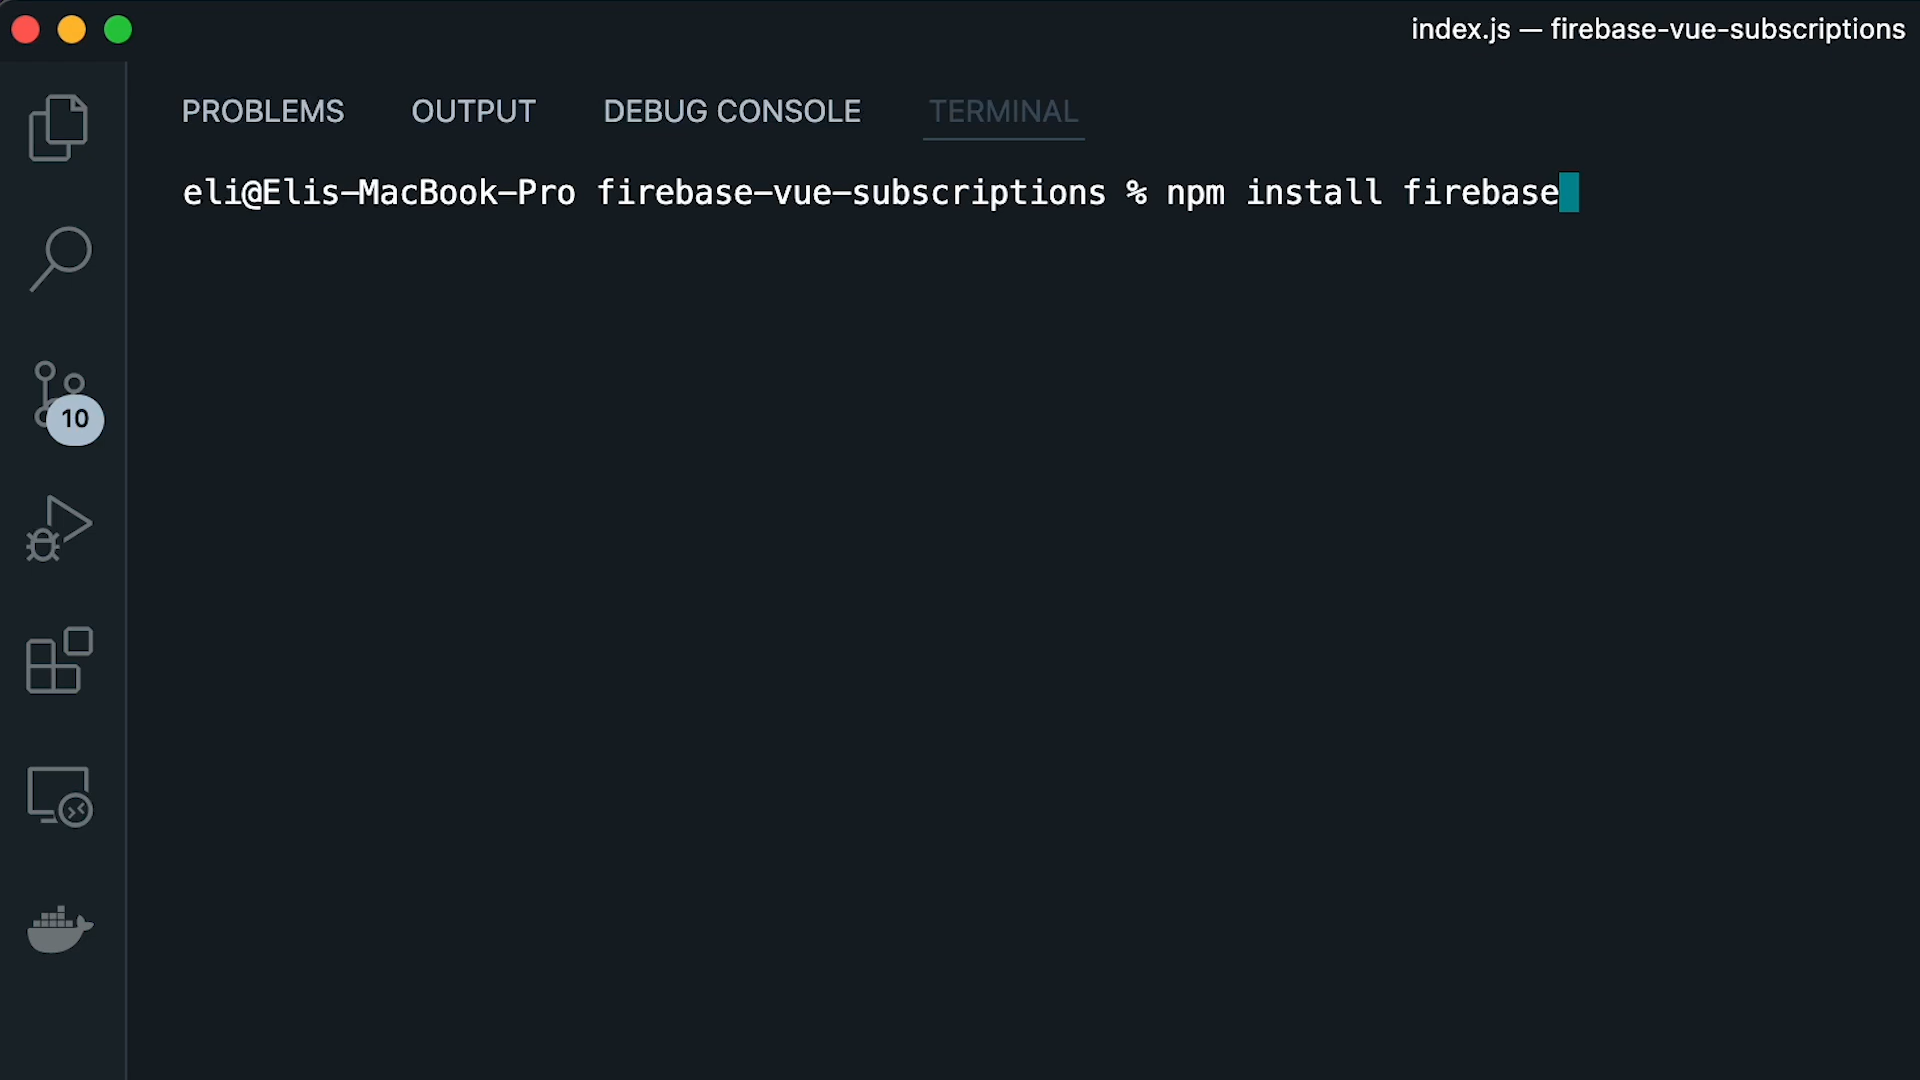 index.js — firebase-vue-subscriptions
PROBLEMS OUTPUT DEBUG CONSOLE TERMINAL
eli@Elis-MacBook-Pro firebase-vue-subscriptions % npm install firebase
10